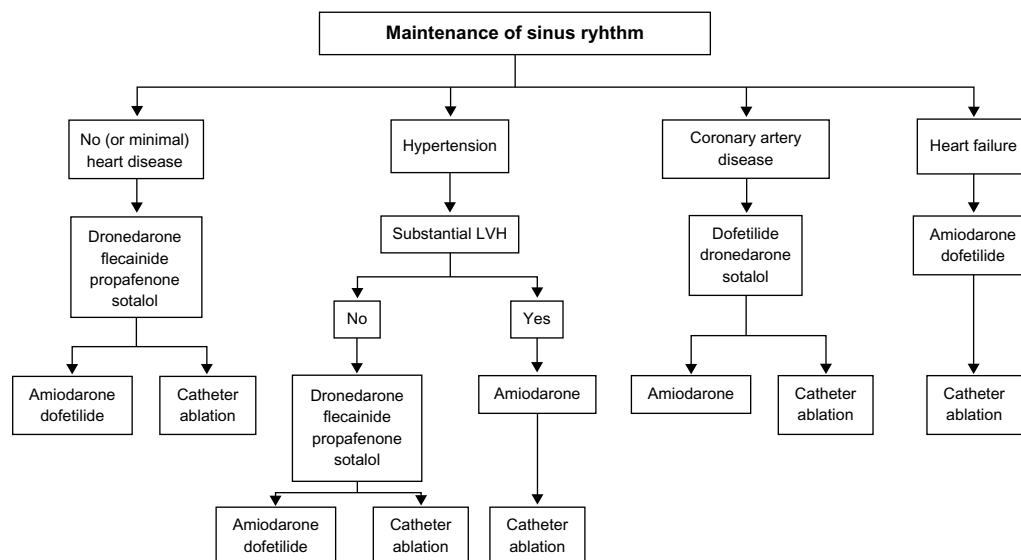 Maintenance of sinus ryhthm
No (or minimal)
heart disease
Hypertension
Coronary artery
disease
Heart failure
Dronedarone
flecainide
propafenone
sotalol
Substantial LVH
Dofetilide
dronedarone
sotalol
Amiodarone
dofetilide
No
Yes
Amiodarone
dofetilide
Catheter
ablation
Dronedarone
flecainide
propafenone
sotalol
Amiodarone
Amiodarone
Catheter
ablation
Catheter
ablation
Amiodarone
dofetilide
Catheter
ablation
Catheter
ablation